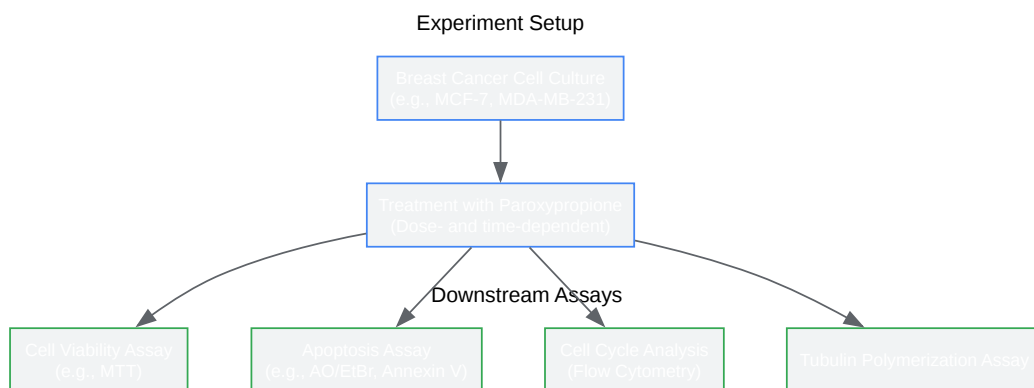 Experiment Setup
Breast Cancer Cell Culture
(e.g., MCF-7, MDA-MB-231)
Treatment with Paroxypropione
(Dose- and time-dependent)
Downstream Assays
Cell Viability Assay
(e.g., MTT)
Apoptosis Assay
(e.g., AO/EtBr, Annexin V)
Cell Cycle Analysis
(Flow Cytometry)
Tubulin Polymerization Assay